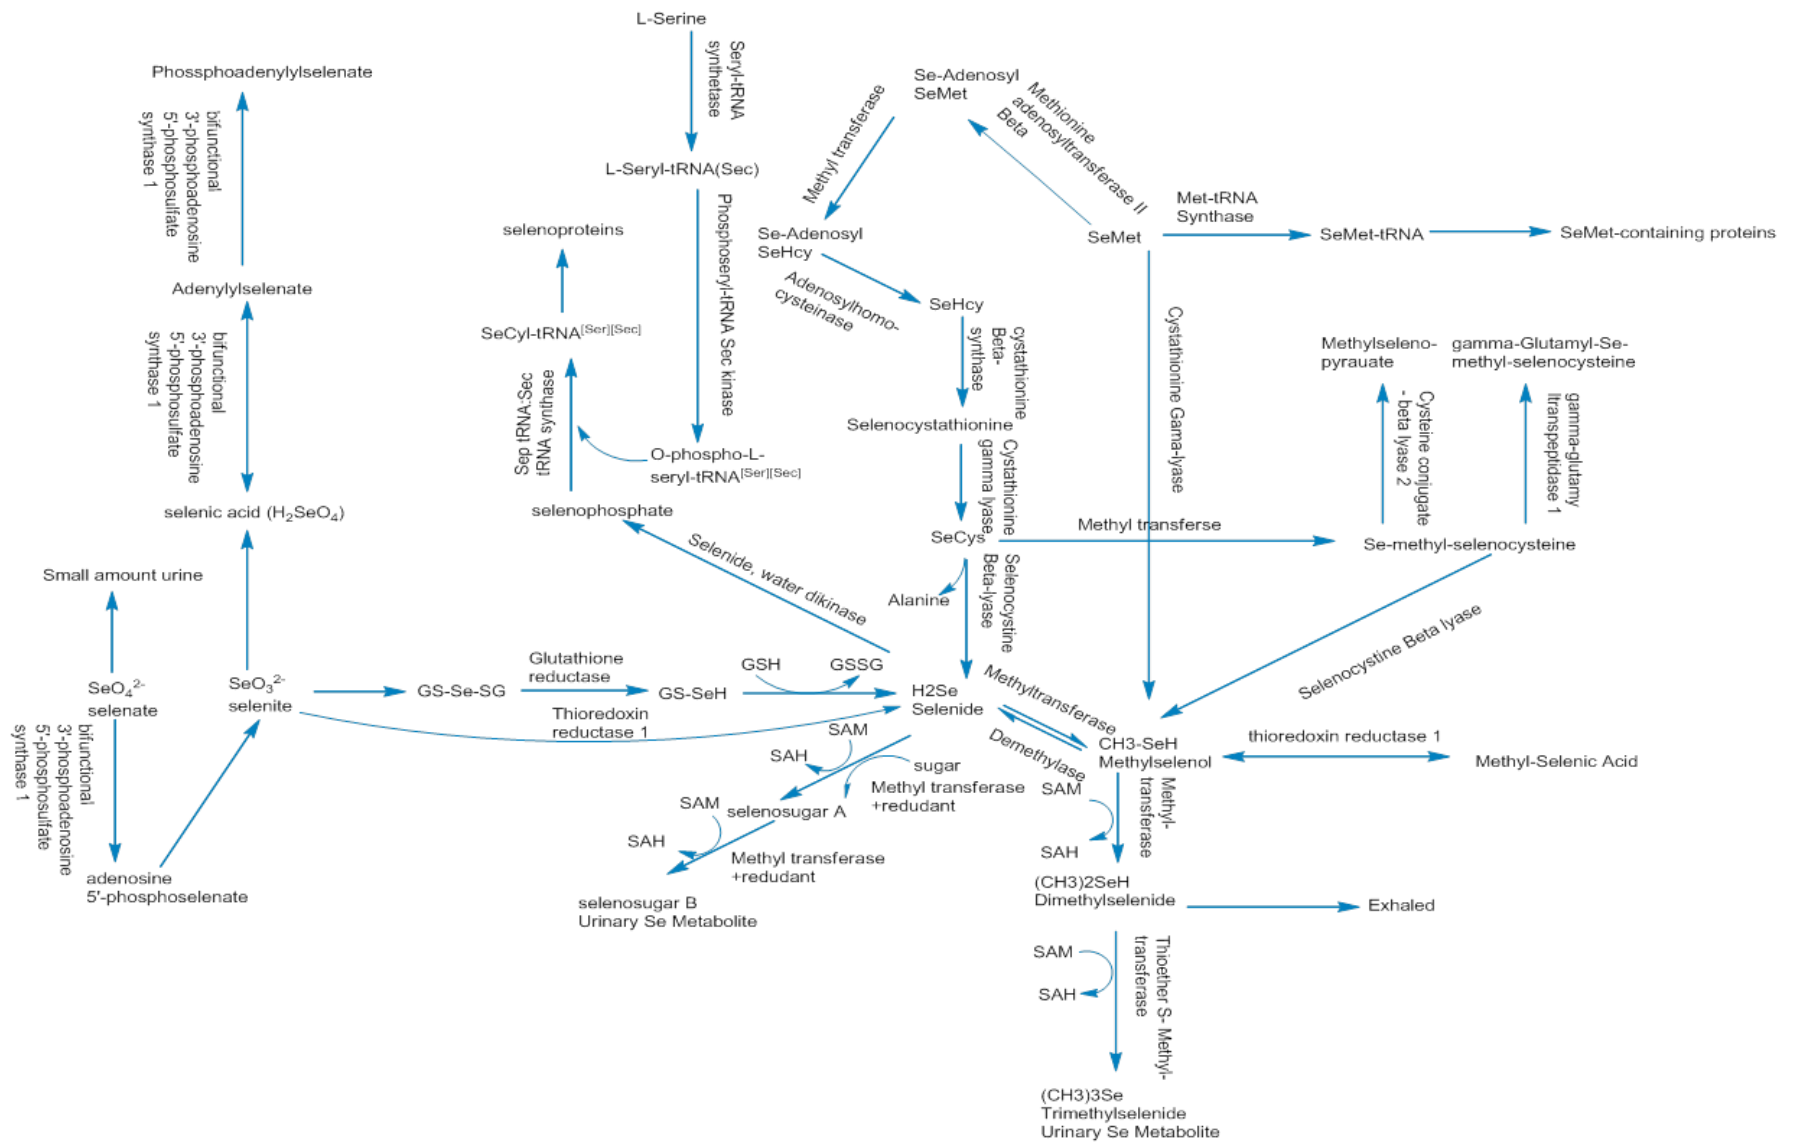 L-Serine
Seryl-tRNA
synthetase
L-Seryl-tRNA(Sec)
Phosphoseryl-tRNA Sec kinase
O-phospho-L-
seryl-tRNA[Ser][Sec]
Phossphoadenylylselenate
bifunctional
3'-phosphoadenosine
5'-phosphosulfate
synthase 1
Adenylylselenate
bifunctional
3'-phosphoadenosine
5'-phosphosulfate
synthase 1
selenic acid (H2SeO4)
Small amount urine
SeO4 2-
selenate
SeO3 2-
selenite
bifunctional
3'-phosphoadenosine
5'-phosphosulfate
synthase 1
adenosine
5'-phosphoselenate
selenoproteins
SeCyl-tRNA[Ser][Sec]
Sep tRNA:Sec
tRNA synthase
selenophosphate
Selenide, water dikinase
GS-Se-SG
Glutathione
reductase
GS-SeH
GSH
GSSG
Thioredoxin
reductase 1
H2Se
Selenide
SAM
SAH
sugar
Methyl transferase
+redudant
selenosugar A
SAM
SAH
Methyl transferase
+redudant
selenosugar B
Urinary Se Metabolite
Se-Adenosyl
SeMet
Methionine
adenosyltransferase II
Beta
Methyl transferase
Se-Adenosyl
SeHcy
Adenosylhomo-
cysteinase
SeHcy
cystathionine
Beta-
synthase
Selenocystathionine
Cystathionine
gamma lyase
SeCys
Alanine
Selenocystine
Beta-lyase
SeMet
Met-tRNA
Synthase
SeMet-tRNA
SeMet-containing proteins
Cystathionine Gama-lyase
Methyl transferse
Se-methyl-selenocysteine
Methylseleno-
pyrauate
Cysteine conjugate
- beta lyase 2
gamma-Glutamyl-Se-
methyl-selenocysteine
gamma-glutamy
ltranspeptidase 1
Selenocystine Beta lyase
Methyltransferase
Demethylase
CH3-SeH
Methylselenol
thioredoxin reductase 1
Methyl-Selenic Acid
SAM
SAH
Methyl-
transferase
(CH3)2SeH
Dimethylselenide
Exhaled
SAM
SAH
Thioether S- Methyl-
transferase
(CH3)3Se
Trimethylselenide
Urinary Se Metabolite